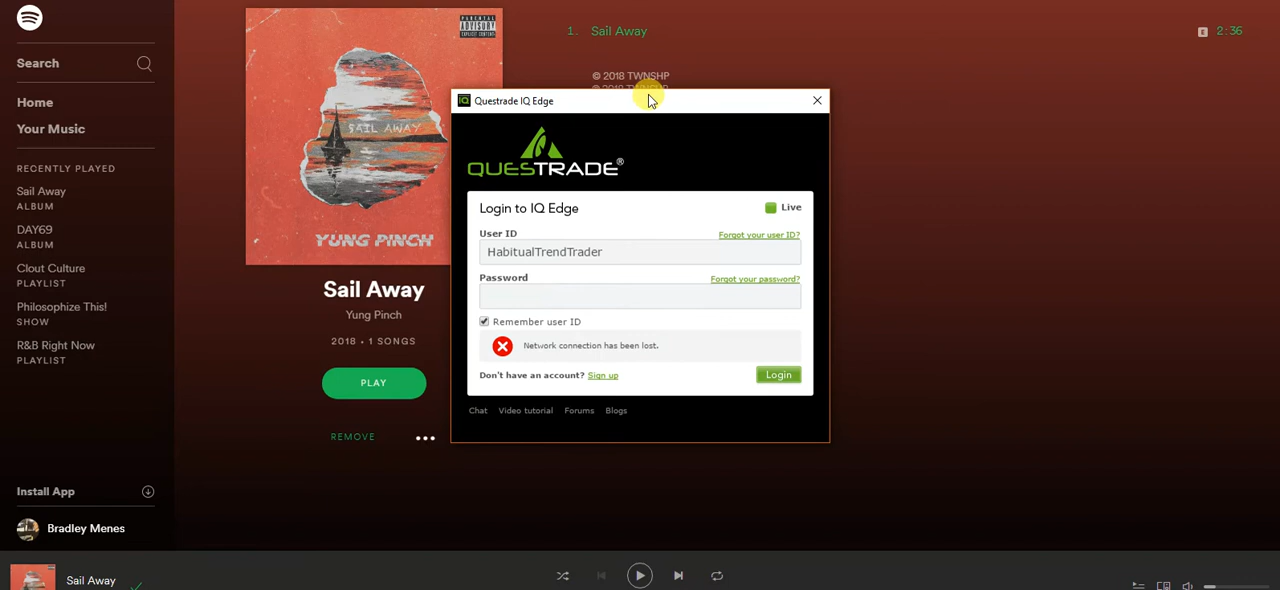 Search
Home
Your Music
RECENTLY PLAYED
Sail Away
ALBUM
DAY69
ALBUM
Clout Culture
PLAYLIST
Philosophize This!
SHOW
R&B Right Now
PLAYLIST
Install App
Bradley Menes
PARENTAL
ADVISORY
EXPLICIT CONTENT
SAIL AWAY
YUNG PINCH
Sail Away
Yung Pinch
2018 • 1 SONGS
PLAY
REMOVE
1. Sail Away
E 2:36
© 2018 TWNSHP
Questrade IQ Edge
QUESTRADE®
Login to IQ Edge
Live
User ID
Forgot your user ID?
HabitualTrendTrader
Password
Forgot your password?
Remember user ID
Network connection has been lost.
Don't have an account? Sign up
Login
Chat Video tutorial Forums Blogs
Sail Away